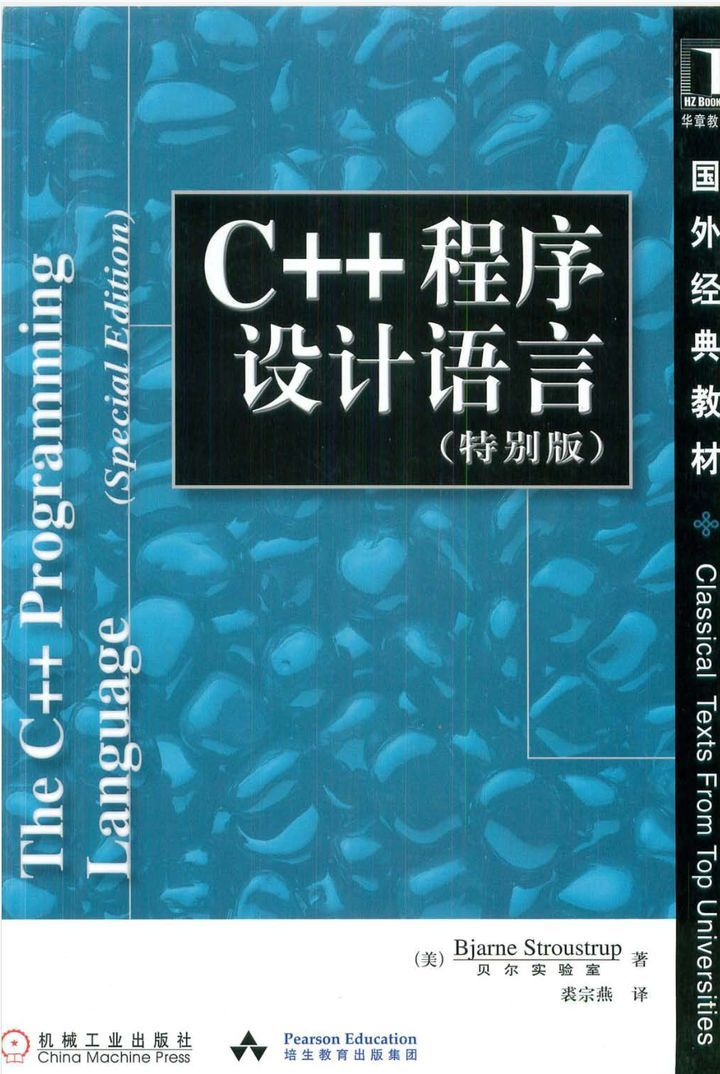 C++程序
设计语言
(特别版)
The C++ Programming
Language
(Special Edition)
HZ BOOK
华章教
国外经典教材
Classical Texts From Top Universities
(美) Bjarne Stroustrup 著
贝尔实验室
裘宗燕 译
机械工业出版社
China Machine Press
Pearson Education
培生教育出版集团